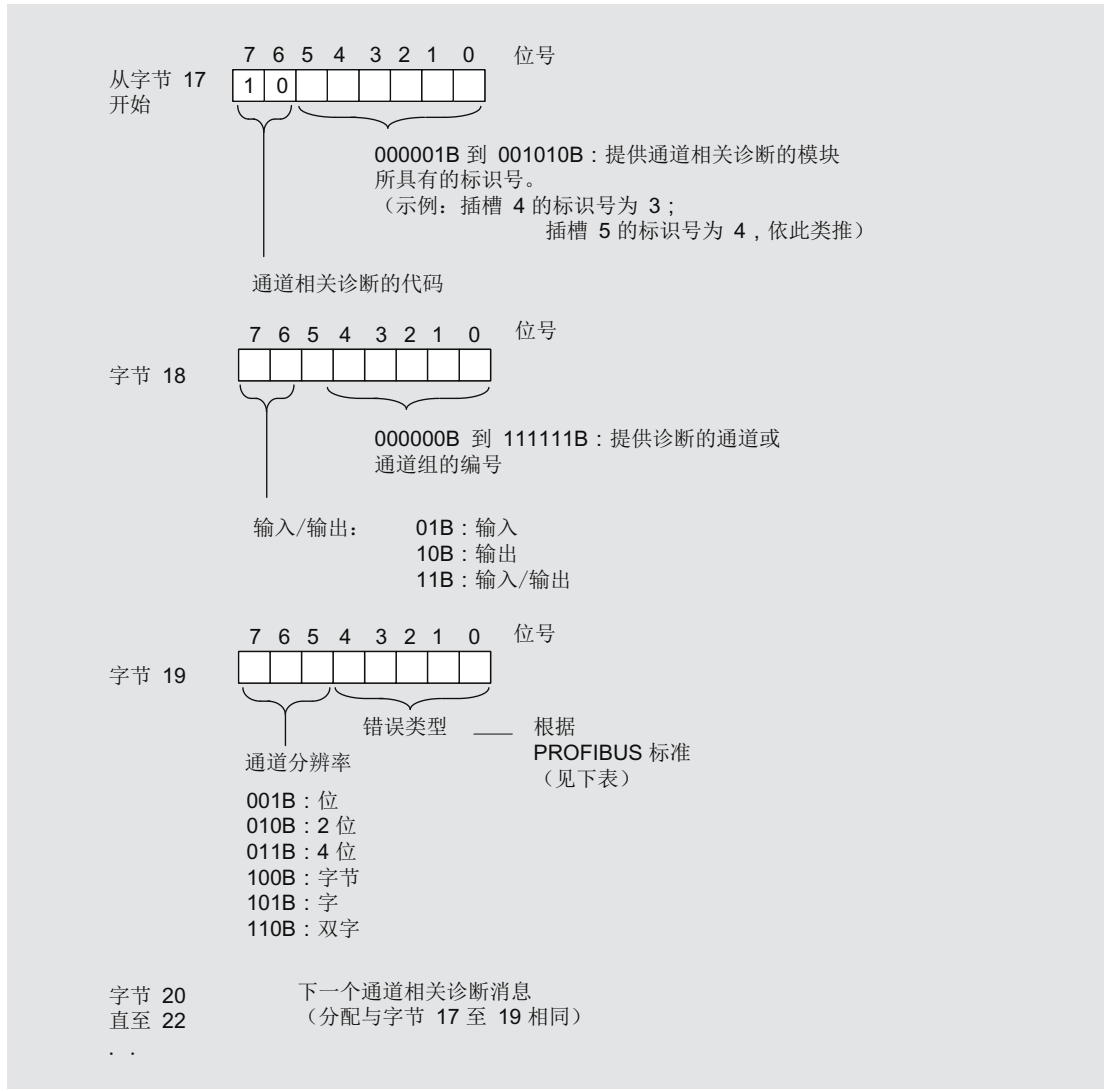 7 6 5 4 3 2 1 0 位号
从字节 17
开始
1 0
000001B 到 001010B：提供通道相关诊断的模块
所具有的标识号。
（示例：插槽 4 的标识号为 3；
插槽 5 的标识号为 4，依此类推）
通道相关诊断的代码
7 6 5 4 3 2 1 0 位号
字节 18
000000B 到 111111B：提供诊断的通道或
通道组的编号
输入/输出： 01B：输入
10B：输出
11B：输入/输出
7 6 5 4 3 2 1 0 位号
字节 19
错误类型 —— 根据
PROFIBUS 标准
（见下表）
通道分辨率
001B：位
010B：2 位
011B：4 位
100B：字节
101B：字
110B：双字
字节 20 下一个通道相关诊断消息
直至 22 （分配与字节 17 至 19 相同）
. .